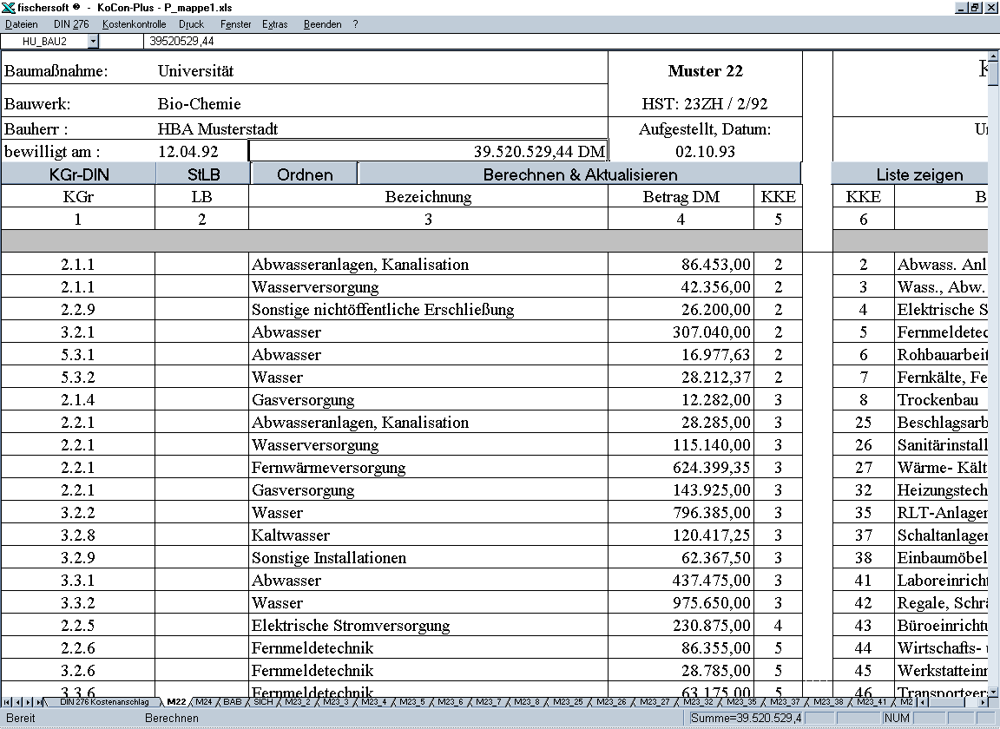 fischersoft ® - KoCon-Plus - P_mappe1.xls
Dateien DIN 276 Kostenkontrolle Druck Fenster Extras Beenden ?
HU_BAU2 39520529,44
Baumaßnahme: Universität Muster 22
Bauwerk: Bio-Chemie HST: 23ZH / 2/92
Bauherr : HBA Musterstadt Aufgestellt, Datum:
bewilligt am : 12.04.92 39.520.529,44 DM 02.10.93
KGr-DIN StLB Ordnen Berechnen & Aktualisieren Liste zeigen
KGr LB Bezeichnung Betrag DM KKE KKE B
1 2 3 4 5 6
2.1.1 Abwasseranlagen, Kanalisation 86.453,00 2 2 Abwass. Anl
2.1.1 Wasserversorgung 42.356,00 2 3 Wass., Abw.
2.2.9 Sonstige nichtöffentliche Erschließung 26.200,00 2 4 Elektrische S
3.2.1 Abwasser 307.040,00 2 5 Fernmeldetec
5.3.1 Abwasser 16.977,63 2 6 Rohbauarbeit
5.3.2 Wasser 28.212,37 2 7 Fernkälte, Fe
2.1.4 Gasversorgung 12.282,00 3 8 Trockenbau
2.2.1 Abwasseranlagen, Kanalisation 28.285,00 3 25 Beschlagsarb
2.2.1 Wasserversorgung 115.140,00 3 26 Sanitärinstall
2.2.1 Fernwärmeversorgung 624.399,35 3 27 Wärme- Kält
2.2.1 Gasversorgung 143.925,00 3 32 Heizungstech
3.2.2 Wasser 796.385,00 3 35 RLT-Anlagen
3.2.8 Kaltwasser 120.417,25 3 37 Schaltanlagen
3.2.9 Sonstige Installationen 62.367,50 3 38 Einbaumöbel
3.3.1 Abwasser 437.475,00 3 41 Laboreinricht
3.3.2 Wasser 975.650,00 3 42 Regale, Schrä
2.2.5 Elektrische Stromversorgung 230.875,00 4 43 Büroeinrichtu
2.2.6 Fernmeldetechnik 86.355,00 5 44 Wirtschafts- u
3.2.6 Fernmeldetechnik 28.785,00 5 45 Werkstatteinr
3.3.6 Fernmeldetechnik 63.175,00 5 46 Transportger
DIN 276 Kostenanschlag M22 M24 BAB SICH M23_2 M23_3 M23_4 M23_5 M23_6 M23_7 M23_8 M23_25 M23_26 M23_27 M23_32 M23_35 M23_37 M23_38 M23_41 M2
Bereit Berechnen Summe=39.520.529,4 NUM